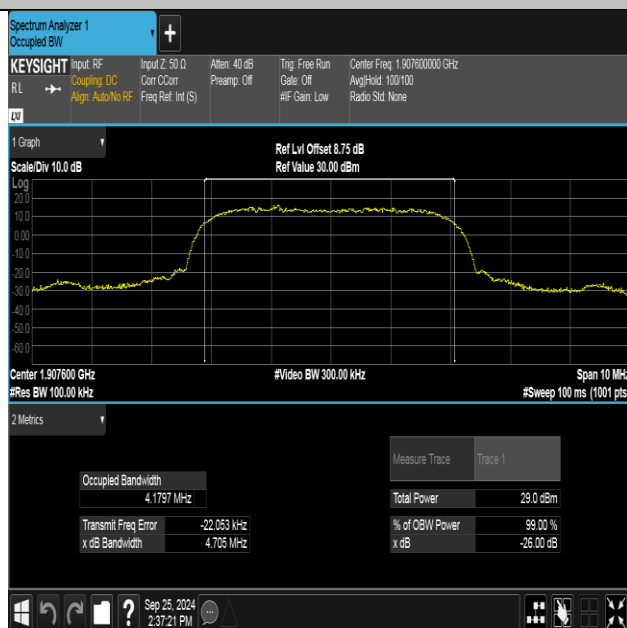 Spectrum Analyzer 1
Occupied BW
+
KEYSIGHT Input: RF Input Z: 50 Ω Atten: 40 dB Trig: Free Run Center Freq: 1.907600000 GHz
RL Coupling: DC Corr CCorr Preamp: Off Gate: Off Avg|Hold: 100/100
Align: Auto/No RF Freq Ref: Int (S) #IF Gain: Low Radio Std: None
LXI
1 Graph
Scale/Div 10.0 dB Ref Lvl Offset 8.75 dB
Ref Value 30.00 dBm
Log
20.0
10.0
0.00
-10.0
-20.0
-30.0
-40.0
-50.0
-60.0
Center 1.907600 GHz #Video BW 300.00 kHz Span 10 MHz
#Res BW 100.00 kHz #Sweep 100 ms (1001 pts)
2 Metrics
Measure Trace Trace 1
Occupied Bandwidth
4.1797 MHz Total Power 29.0 dBm
Transmit Freq Error -22.053 kHz % of OBW Power 99.00 %
x dB Bandwidth 4.705 MHz x dB -26.00 dB
? Sep 25, 2024
2:37:21 PM